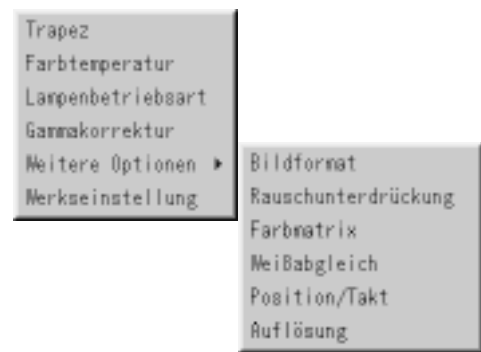 Trapez
Farbtemperatur
Lampenbetriebsart
Gammakorrektur
Weitere Optionen ▶
Werkseinstellung
Bildformat
Rauschunterdrückung
Farbmatrix
Weißabgleich
Position/Takt
Auflösung